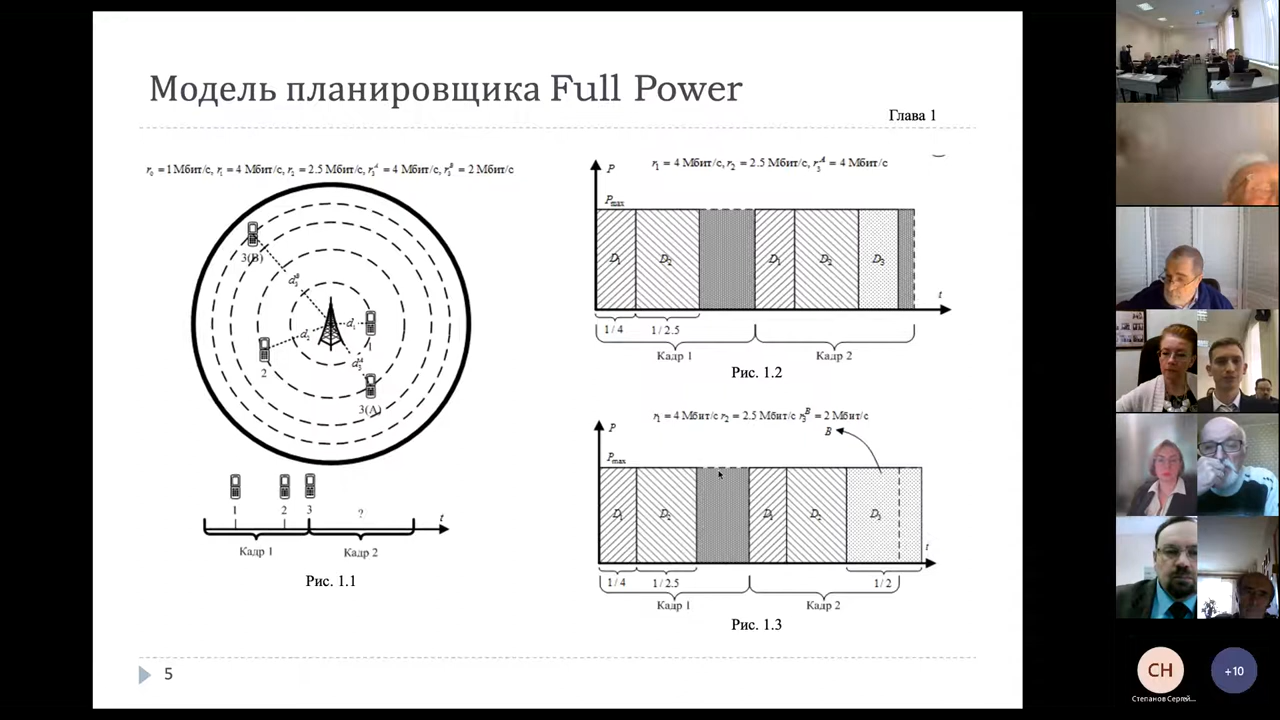 Модель планировщика Full Power
Глава 1
r₀ = 1 Мбит/с, r₁ = 4 Мбит/с, r₂ = 2.5 Мбит/с, r₃ᴬ = 4 Мбит/с, r₃ᴮ = 2 Мбит/с
3(B)
d₃ᴮ
d₁
1
d₂
2
d₃ᴬ
3(A)
1 2 3 ? t
Кадр 1 Кадр 2
Рис. 1.1
r₁ = 4 Мбит/с, r₂ = 2.5 Мбит/с, r₃ᴬ = 4 Мбит/с
P
Pmax
D₁ D₂ D₁ D₂ D₃
t
1/4 1/2.5
Кадр 1 Кадр 2
Рис. 1.2
r₁ = 4 Мбит/с r₂ = 2.5 Мбит/с r₃ᴮ = 2 Мбит/с
P
B
Pmax
D₁ D₂ D₁ D₂ D₃
t
1/4 1/2.5 1/2
Кадр 1 Кадр 2
Рис. 1.3
5
СН
+10
Степанов Сергей...